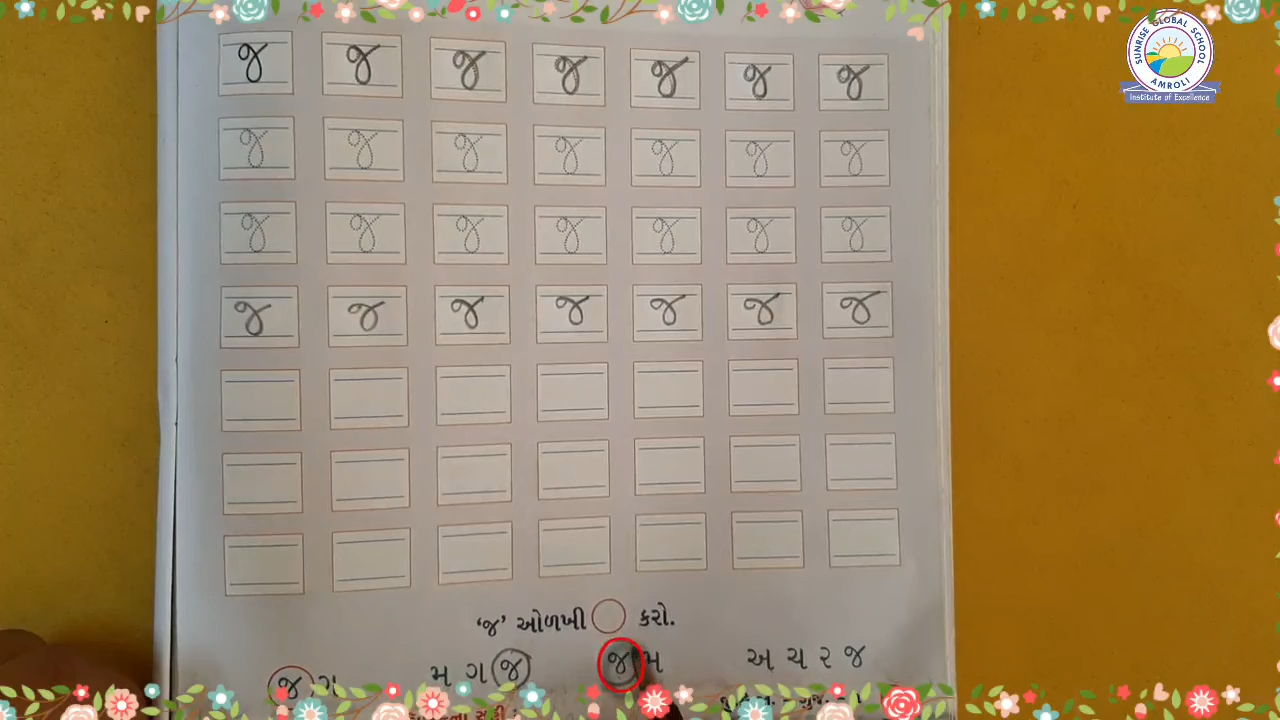 SUNRISE GLOBAL SCHOOL
AMROLI
Institute of Excellence
જ જ જ જ જ જ જ
જ જ જ જ જ જ જ
જ જ જ જ જ જ જ
જ જ જ જ જ જ જ
'જ' ઓળખી કરો.
જ ગ મ ગ જ જ મ અ ચ ર જ